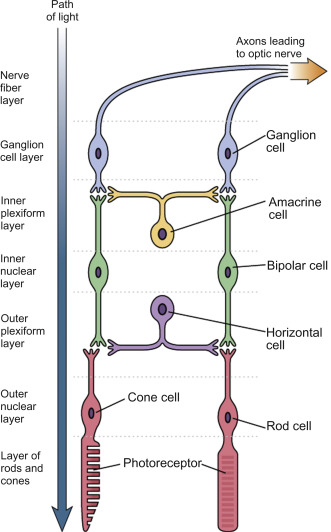 Path
of light
Axons leading
to optic nerve
Nerve
fiber
layer
Ganglion
cell layer
Ganglion
cell
Inner
plexiform
layer
Amacrine
cell
Inner
nuclear
layer
Bipolar cell
Outer
plexiform
layer
Horizontal
cell
Outer
nuclear
layer
Cone cell
Rod cell
Layer of
rods and
cones
Photoreceptor